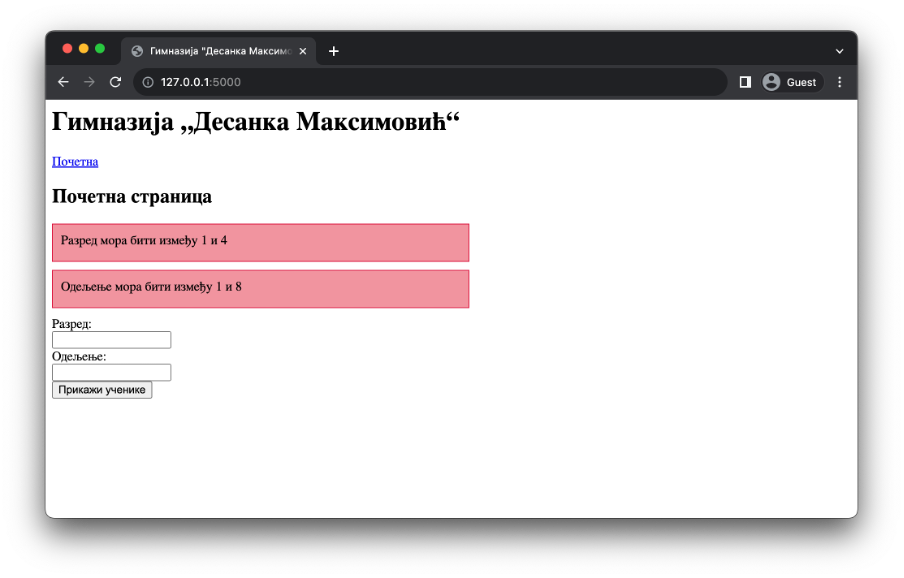 Гимназија "Десанка Максимо
127.0.0.1:5000
Guest
Гимназија „Десанка Максимовић“
Почетна
Почетна страница
Разред мора бити између 1 и 4
Одељење мора бити између 1 и 8
Разред:
Одељење:
Прикажи ученике